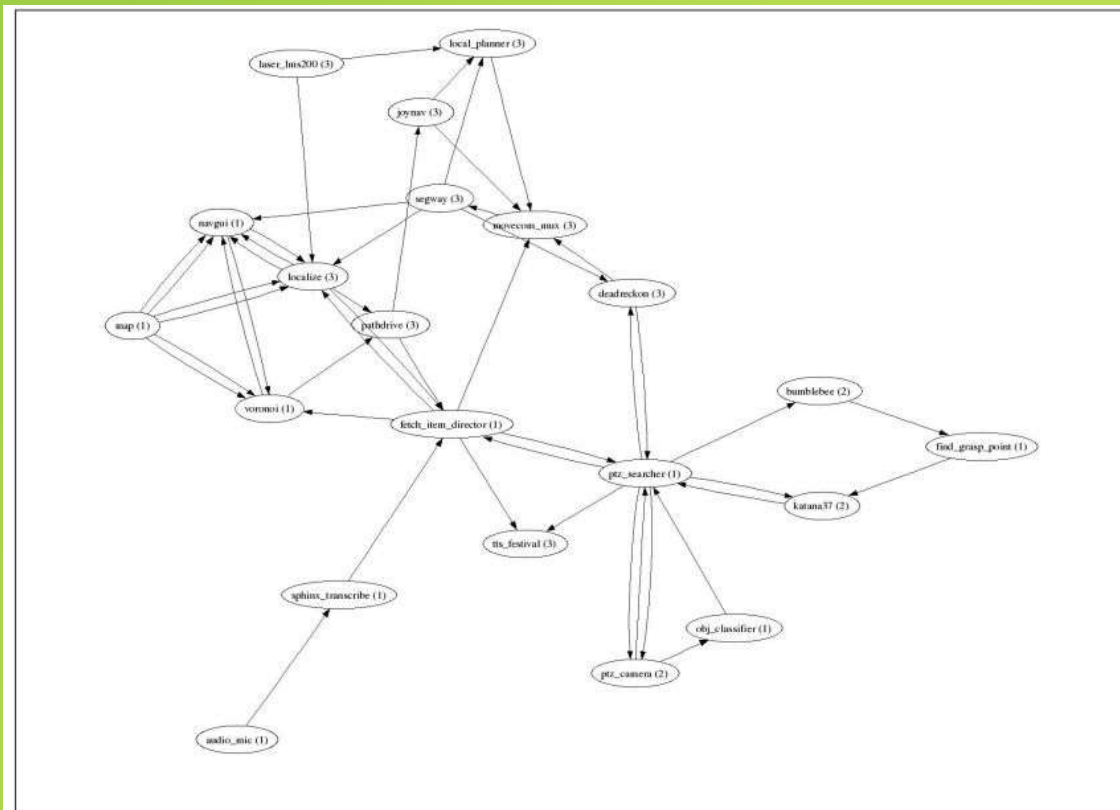 local_planner (3)
laser_lms200 (3)
joynav (3)
segway (3)
navgui (1)
movecom_mux (3)
localize (3)
deadreckon (3)
map (1)
pathdrive (3)
bumblebee (2)
voronoi (1)
fetch_item_director (1)
find_grasp_point (1)
ptz_searcher (1)
katana37 (2)
tts_festival (3)
sphinx_transcribe (1)
obj_classifier (1)
ptz_camera (2)
audio_mic (1)